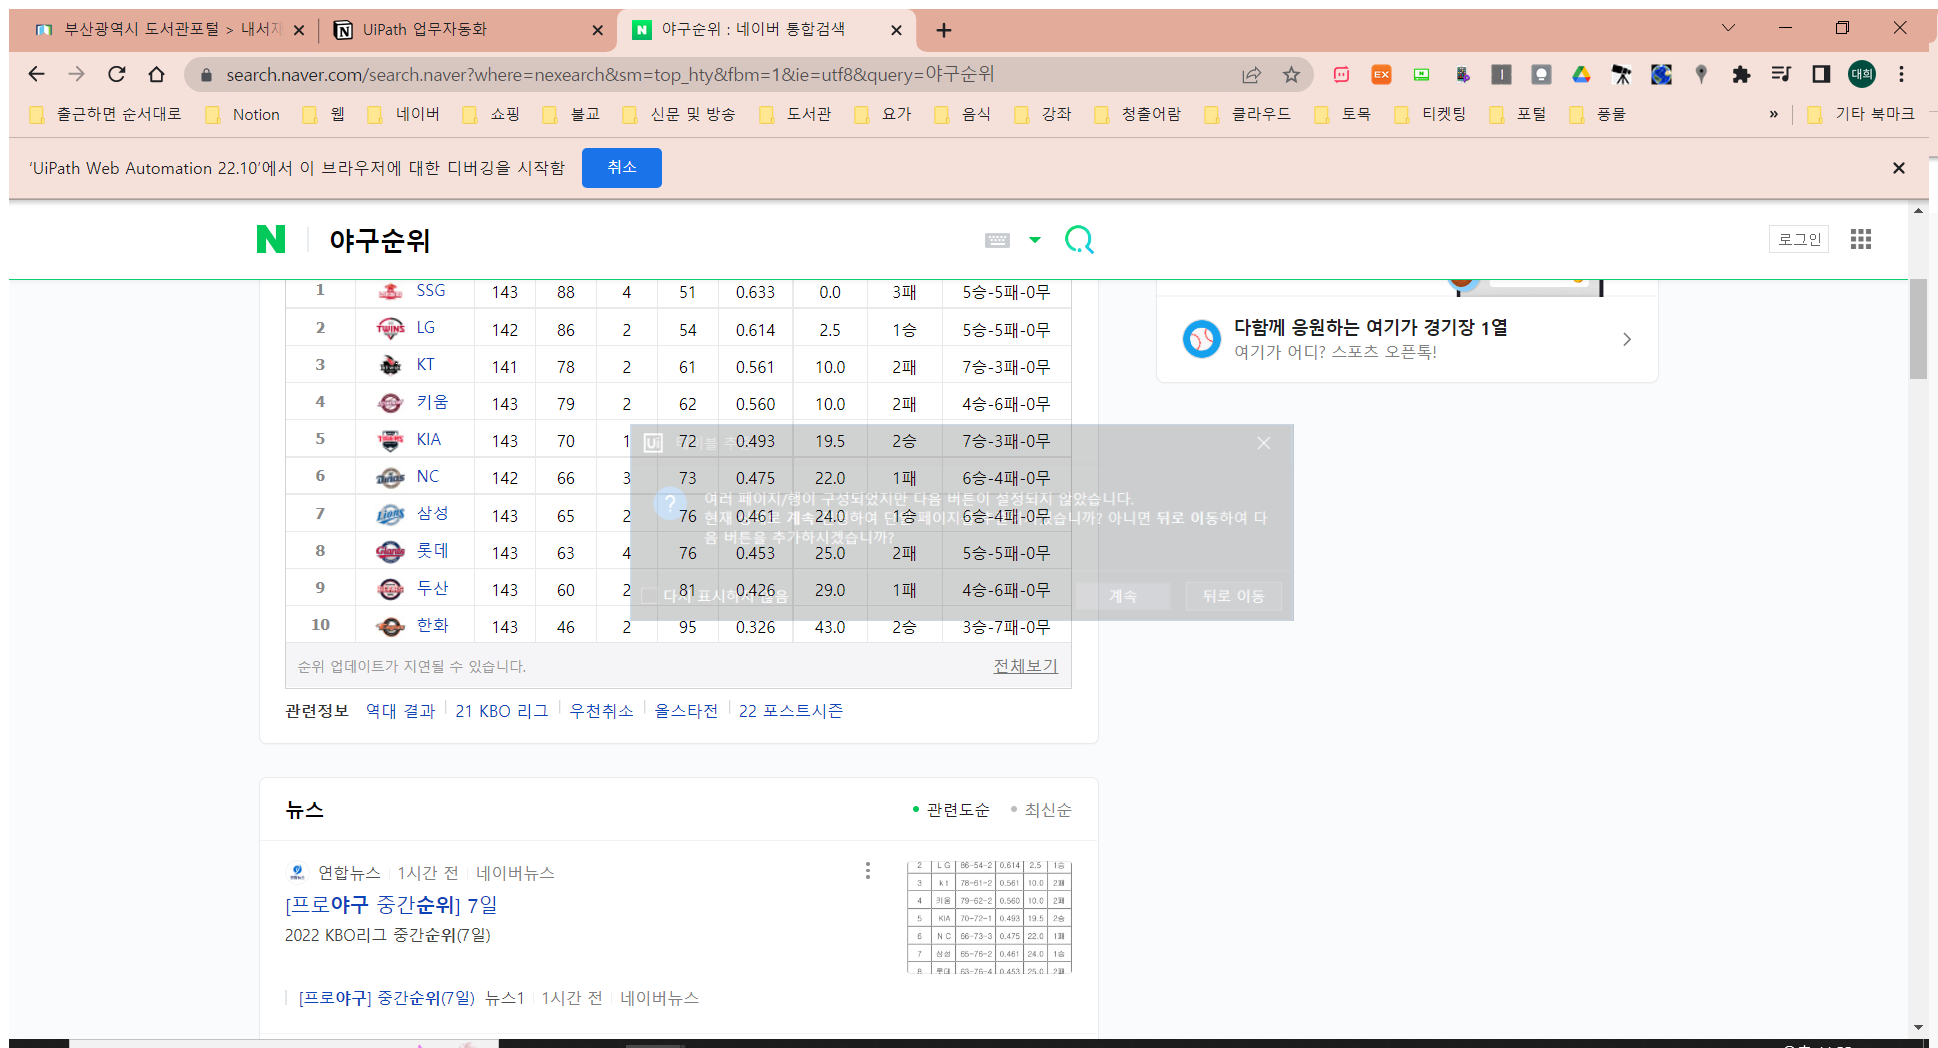 부산광역시 도서관포털 > 내서재
UiPath 업무자동화
야구순위 : 네이버 통합검색
search.naver.com/search.naver?where=nexearch&sm=top_hty&fbm=1&ie=utf8&query=야구순위
대희
출근하면 순서대로 Notion 웹 네이버 쇼핑 불교 신문 및 방송 도서관 요가 음식 강좌 청출어람 클라우드 토목 티켓팅 포털 풍물 » 기타 북마크
'UiPath Web Automation 22.10'에서 이 브라우저에 대한 디버깅을 시작함 취소
N 야구순위 로그인
1 SSG 143 88 4 51 0.633 0.0 3패 5승-5패-0무
2 LG 142 86 2 54 0.614 2.5 1승 5승-5패-0무
3 KT 141 78 2 61 0.561 10.0 2패 7승-3패-0무
4 키움 143 79 2 62 0.560 10.0 2패 4승-6패-0무
5 KIA 143 70 1 72 0.493 19.5 2승 7승-3패-0무
6 NC 142 66 3 73 0.475 22.0 1패 6승-4패-0무
7 삼성 143 65 2 76 0.461 24.0 1승 6승-4패-0무
8 롯데 143 63 4 76 0.453 25.0 2패 5승-5패-0무
9 두산 143 60 2 81 0.426 29.0 1패 4승-6패-0무
10 한화 143 46 2 95 0.326 43.0 2승 3승-7패-0무
순위 업데이트가 지연될 수 있습니다. 전체보기
관련정보 역대 결과 21 KBO 리그 우천취소 올스타전 22 포스트시즌
다함께 응원하는 여기가 경기장 1열
여기가 어디? 스포츠 오픈톡!
Ui
여러 페이지/행이 구성되었지만 다음 버튼이 설정되지 않았습니다.
계속 페이지 아니면 뒤로 이동하여 다
음 버튼을 추가하시겠습니까?
다시 표시하지 않음 계속 뒤로 이동
뉴스 관련도순 최신순
연합뉴스 1시간 전 네이버뉴스
[프로야구 중간순위] 7일
2022 KBO리그 중간순위(7일)
2 L G 86-54-2 0.614 2.5 1승
3 k t 78-61-2 0.561 10.0 2패
4 키움 79-62-2 0.560 10.0 2패
5 KIA 70-72-1 0.493 19.5 2승
6 N C 66-73-3 0.475 22.0 1패
7 삼성 65-76-2 0.461 24.0 1승
8 롯데 63-76-4 0.453 25.0 2패
[프로야구] 중간순위(7일) 뉴스1 1시간 전 네이버뉴스